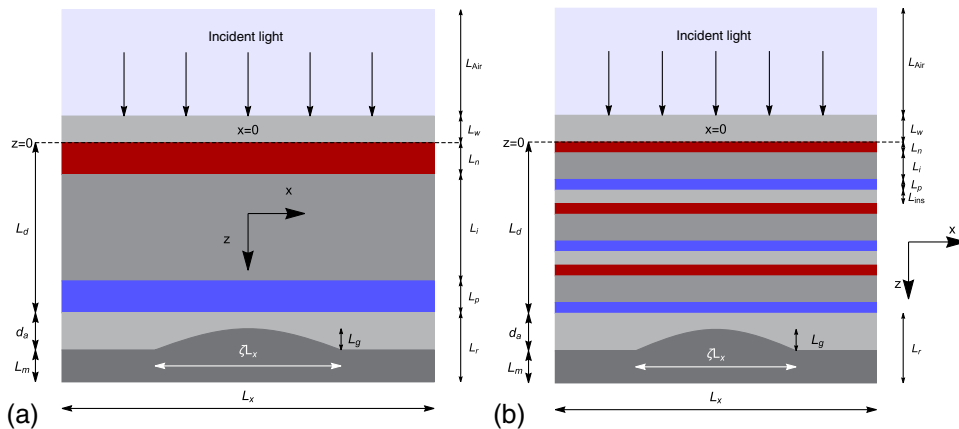 Incident light
L_Air
x=0
L_w
z=0
L_n
x
z
L_d
L_i
L_p
d_a
L_g
L_r
ζL_x
L_m
L_x
(a)
Incident light
L_Air
x=0
L_w
z=0
L_n
L_i
L_p
L_ins
L_d
x
z
d_a
L_g
L_r
ζL_x
L_m
L_x
(b)